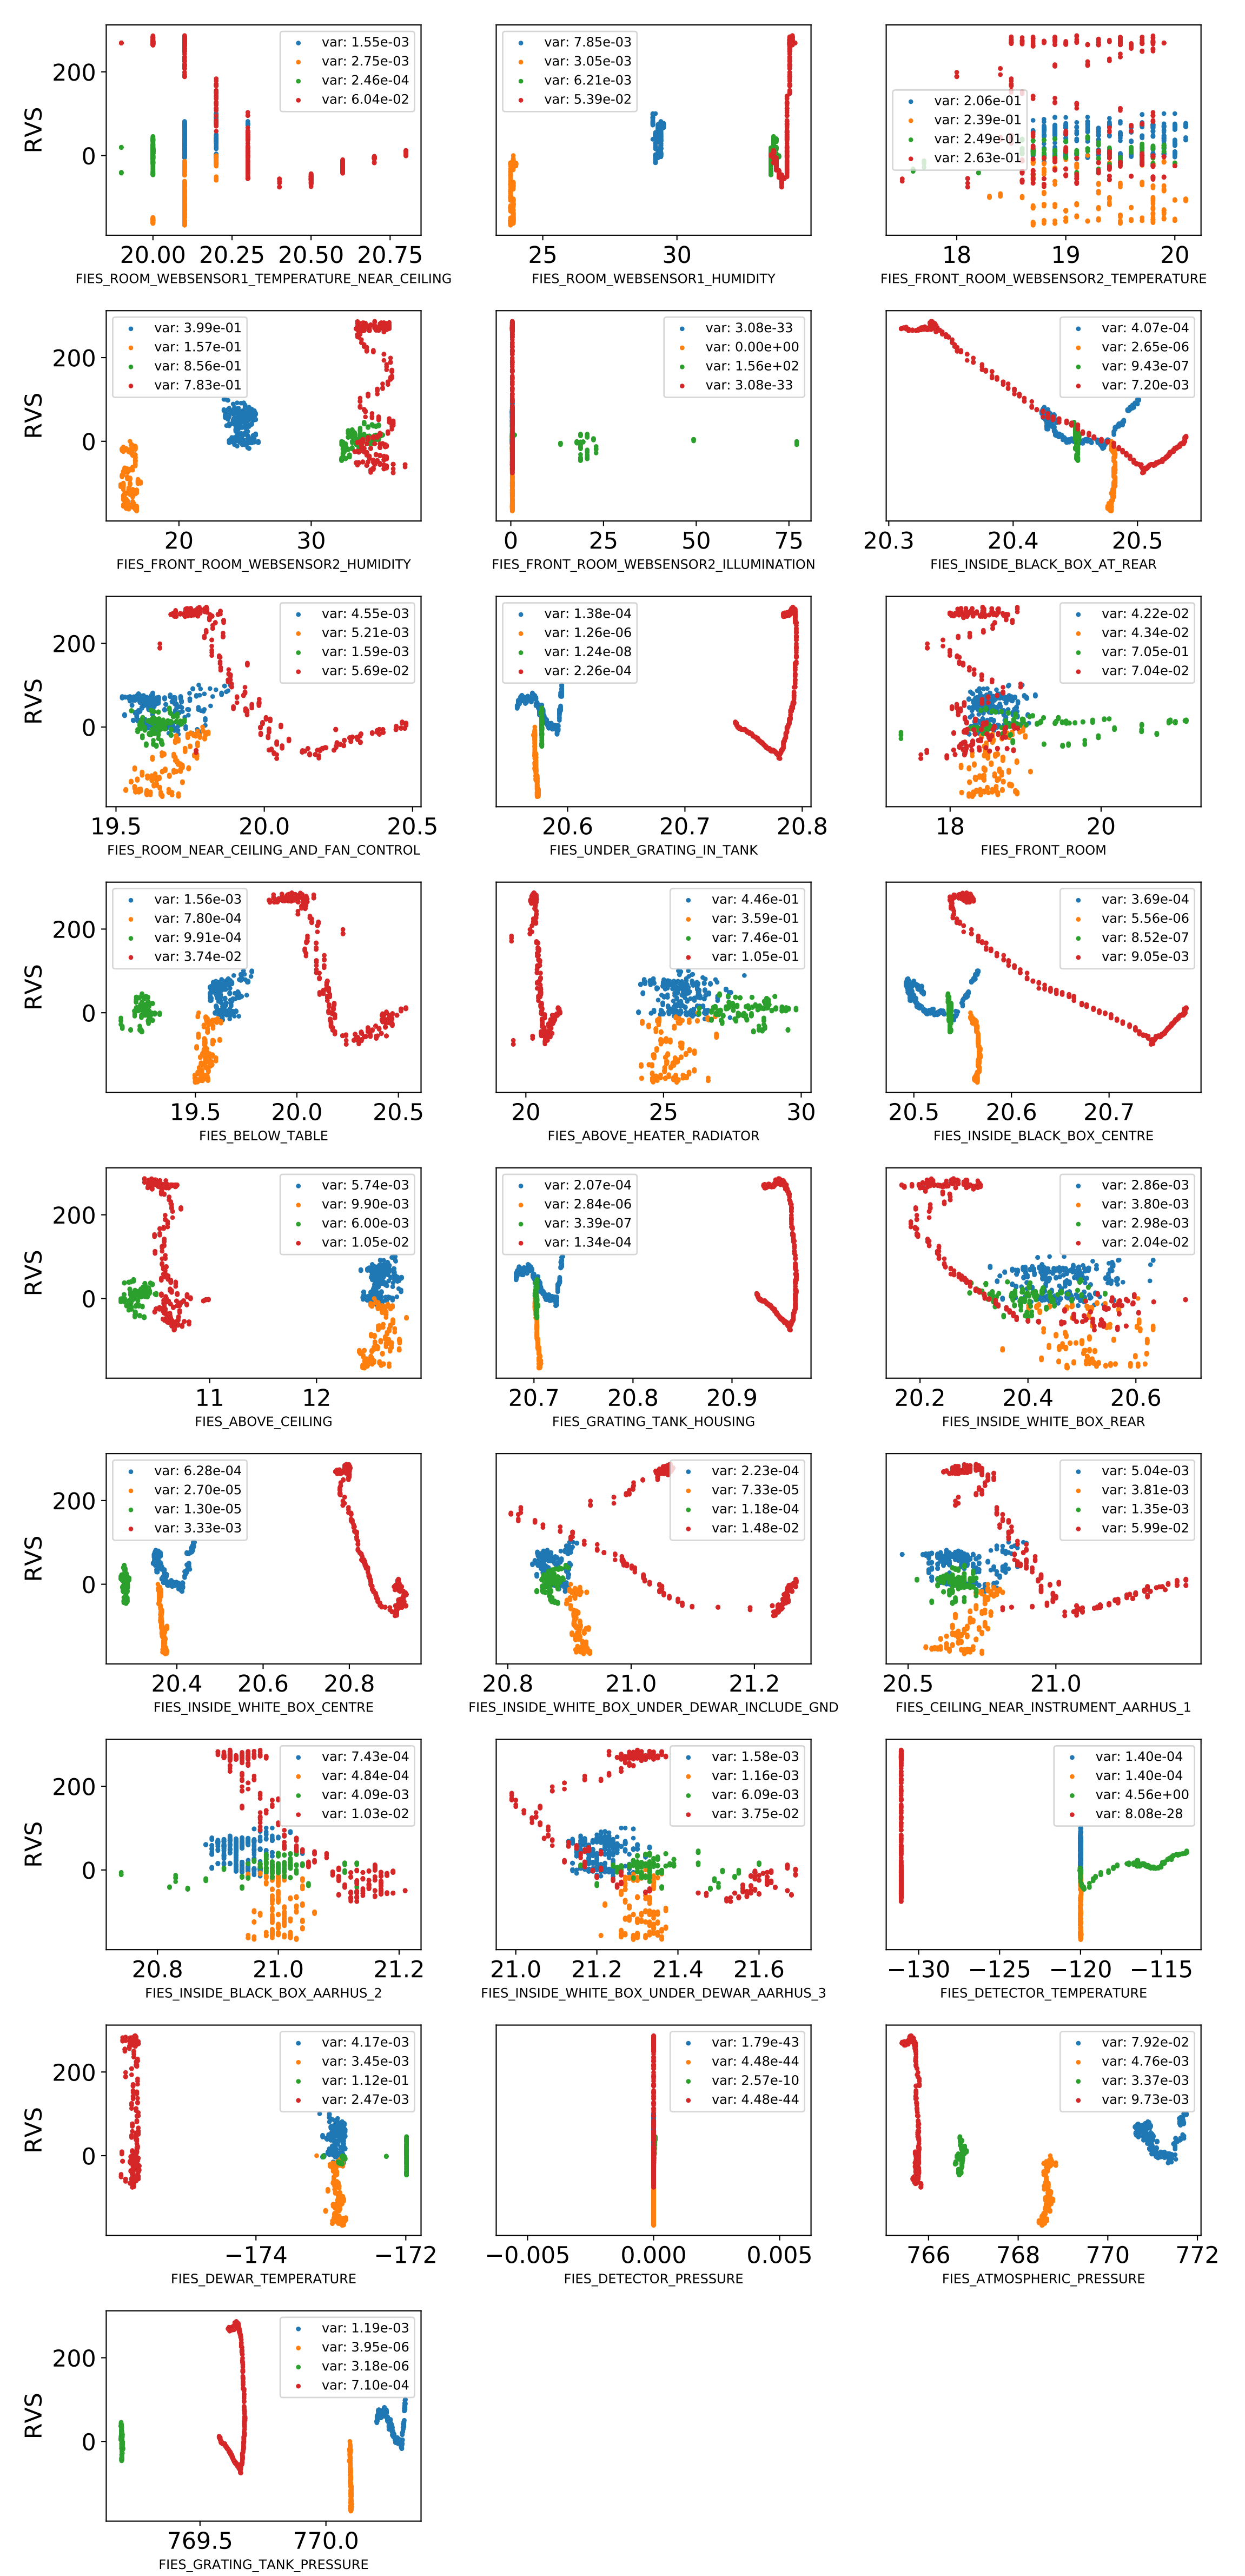 var: 1.55e-03
var: 2.75e-03
var: 2.46e-04
var: 6.04e-02
200
0
RVS
20.00 20.25 20.50 20.75
FIES_ROOM_WEBSENSOR1_TEMPERATURE_NEAR_CEILING
var: 7.85e-03
var: 3.05e-03
var: 6.21e-03
var: 5.39e-02
25 30
FIES_ROOM_WEBSENSOR1_HUMIDITY
var: 2.06e-01
var: 2.39e-01
var: 2.49e-01
var: 2.63e-01
18 19 20
FIES_FRONT_ROOM_WEBSENSOR2_TEMPERATURE
var: 3.99e-01
var: 1.57e-01
var: 8.56e-01
var: 7.83e-01
200
0
RVS
20 30
FIES_FRONT_ROOM_WEBSENSOR2_HUMIDITY
var: 3.08e-33
var: 0.00e+00
var: 1.56e+02
var: 3.08e-33
0 25 50 75
FIES_FRONT_ROOM_WEBSENSOR2_ILLUMINATION
var: 4.07e-04
var: 2.65e-06
var: 9.43e-07
var: 7.20e-03
20.3 20.4 20.5
FIES_INSIDE_BLACK_BOX_AT_REAR
var: 4.55e-03
var: 5.21e-03
var: 1.59e-03
var: 5.69e-02
200
0
RVS
19.5 20.0 20.5
FIES_ROOM_NEAR_CEILING_AND_FAN_CONTROL
var: 1.38e-04
var: 1.26e-06
var: 1.24e-08
var: 2.26e-04
20.6 20.7 20.8
FIES_UNDER_GRATING_IN_TANK
var: 4.22e-02
var: 4.34e-02
var: 7.05e-01
var: 7.04e-02
18 20
FIES_FRONT_ROOM
var: 1.56e-03
var: 7.80e-04
var: 9.91e-04
var: 3.74e-02
200
0
RVS
19.5 20.0 20.5
FIES_BELOW_TABLE
var: 4.46e-01
var: 3.59e-01
var: 7.46e-01
var: 1.05e-01
20 25 30
FIES_ABOVE_HEATER_RADIATOR
var: 3.69e-04
var: 5.56e-06
var: 8.52e-07
var: 9.05e-03
20.5 20.6 20.7
FIES_INSIDE_BLACK_BOX_CENTRE
var: 5.74e-03
var: 9.90e-03
var: 6.00e-03
var: 1.05e-02
200
0
RVS
11 12
FIES_ABOVE_CEILING
var: 2.07e-04
var: 2.84e-06
var: 3.39e-07
var: 1.34e-04
20.7 20.8 20.9
FIES_GRATING_TANK_HOUSING
var: 2.86e-03
var: 3.80e-03
var: 2.98e-03
var: 2.04e-02
20.2 20.4 20.6
FIES_INSIDE_WHITE_BOX_REAR
var: 6.28e-04
var: 2.70e-05
var: 1.30e-05
var: 3.33e-03
200
0
RVS
20.4 20.6 20.8
FIES_INSIDE_WHITE_BOX_CENTRE
var: 2.23e-04
var: 7.33e-05
var: 1.18e-04
var: 1.48e-02
20.8 21.0 21.2
FIES_INSIDE_WHITE_BOX_UNDER_DEWAR_INCLUDE_GND
var: 5.04e-03
var: 3.81e-03
var: 1.35e-03
var: 5.99e-02
20.5 21.0
FIES_CEILING_NEAR_INSTRUMENT_AARHUS_1
var: 7.43e-04
var: 4.84e-04
var: 4.09e-03
var: 1.03e-02
200
0
RVS
20.8 21.0 21.2
FIES_INSIDE_BLACK_BOX_AARHUS_2
var: 1.58e-03
var: 1.16e-03
var: 6.09e-03
var: 3.75e-02
21.0 21.2 21.4 21.6
FIES_INSIDE_WHITE_BOX_UNDER_DEWAR_AARHUS_3
var: 1.40e-04
var: 1.40e-04
var: 4.56e+00
var: 8.08e-28
−130 −125 −120 −115
FIES_DETECTOR_TEMPERATURE
var: 4.17e-03
var: 3.45e-03
var: 1.12e-01
var: 2.47e-03
200
0
RVS
−174 −172
FIES_DEWAR_TEMPERATURE
var: 1.79e-43
var: 4.48e-44
var: 2.57e-10
var: 4.48e-44
−0.005 0.000 0.005
FIES_DETECTOR_PRESSURE
var: 7.92e-02
var: 4.76e-03
var: 3.37e-03
var: 9.73e-03
766 768 770 772
FIES_ATMOSPHERIC_PRESSURE
var: 1.19e-03
var: 3.95e-06
var: 3.18e-06
var: 7.10e-04
200
0
RVS
769.5 770.0
FIES_GRATING_TANK_PRESSURE